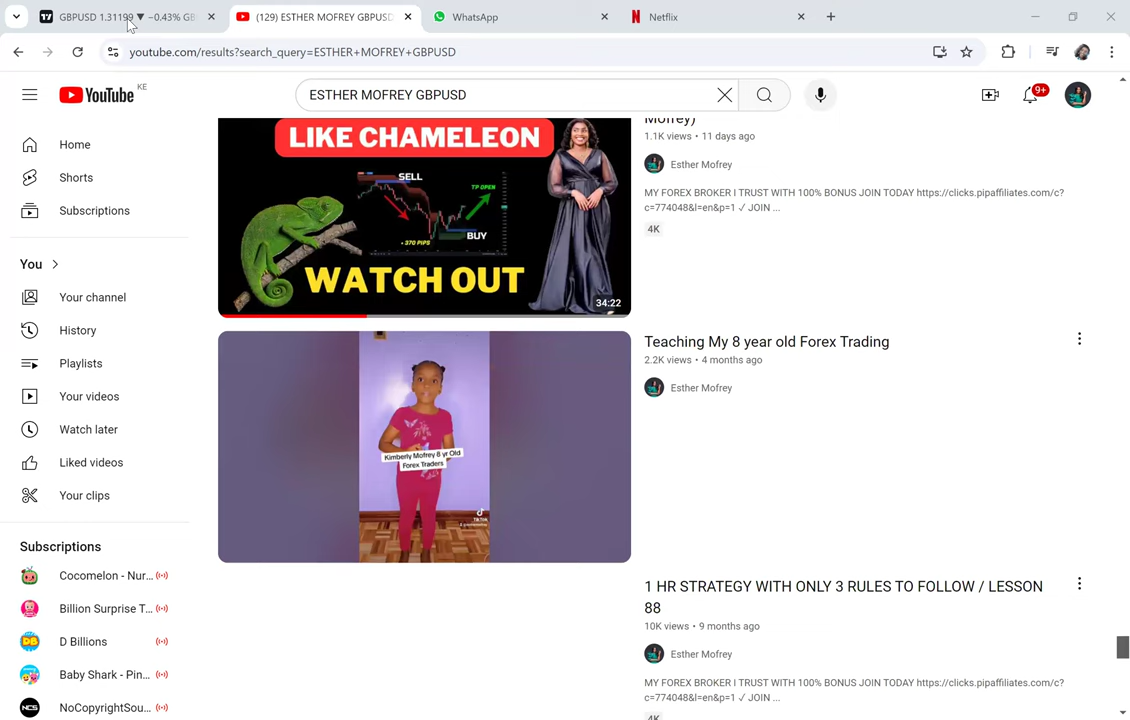 GBPUSD 1.31199 ▼ −0.43% GB
(129) ESTHER MOFREY GBPUSD
WhatsApp
Netflix
youtube.com/results?search_query=ESTHER+MOFREY+GBPUSD
YouTube KE
ESTHER MOFREY GBPUSD
9+
Home
Shorts
Subscriptions
You
Your channel
History
Playlists
Your videos
Watch later
Liked videos
Your clips
Subscriptions
Cocomelon - Nur...
Billion Surprise T...
D Billions
Baby Shark - Pin...
NCS
NoCopyrightSou...
LIKE CHAMELEON
SELL
TP OPEN
BUY
+ 370 PIPS
WATCH OUT
34:22
Mofrey)
1.1K views • 11 days ago
Esther Mofrey
MY FOREX BROKER I TRUST WITH 100% BONUS JOIN TODAY https://clicks.pipaffiliates.com/c?
c=774048&l=en&p=1 ✓ JOIN ...
4K
Kimberly Mofrey 8 yr Old
Forex Traders
TikTok
Teaching My 8 year old Forex Trading
2.2K views • 4 months ago
Esther Mofrey
1 HR STRATEGY WITH ONLY 3 RULES TO FOLLOW / LESSON
88
10K views • 9 months ago
Esther Mofrey
MY FOREX BROKER I TRUST WITH 100% BONUS JOIN TODAY https://clicks.pipaffiliates.com/c?
c=774048&l=en&p=1 ✓ JOIN ...
4K